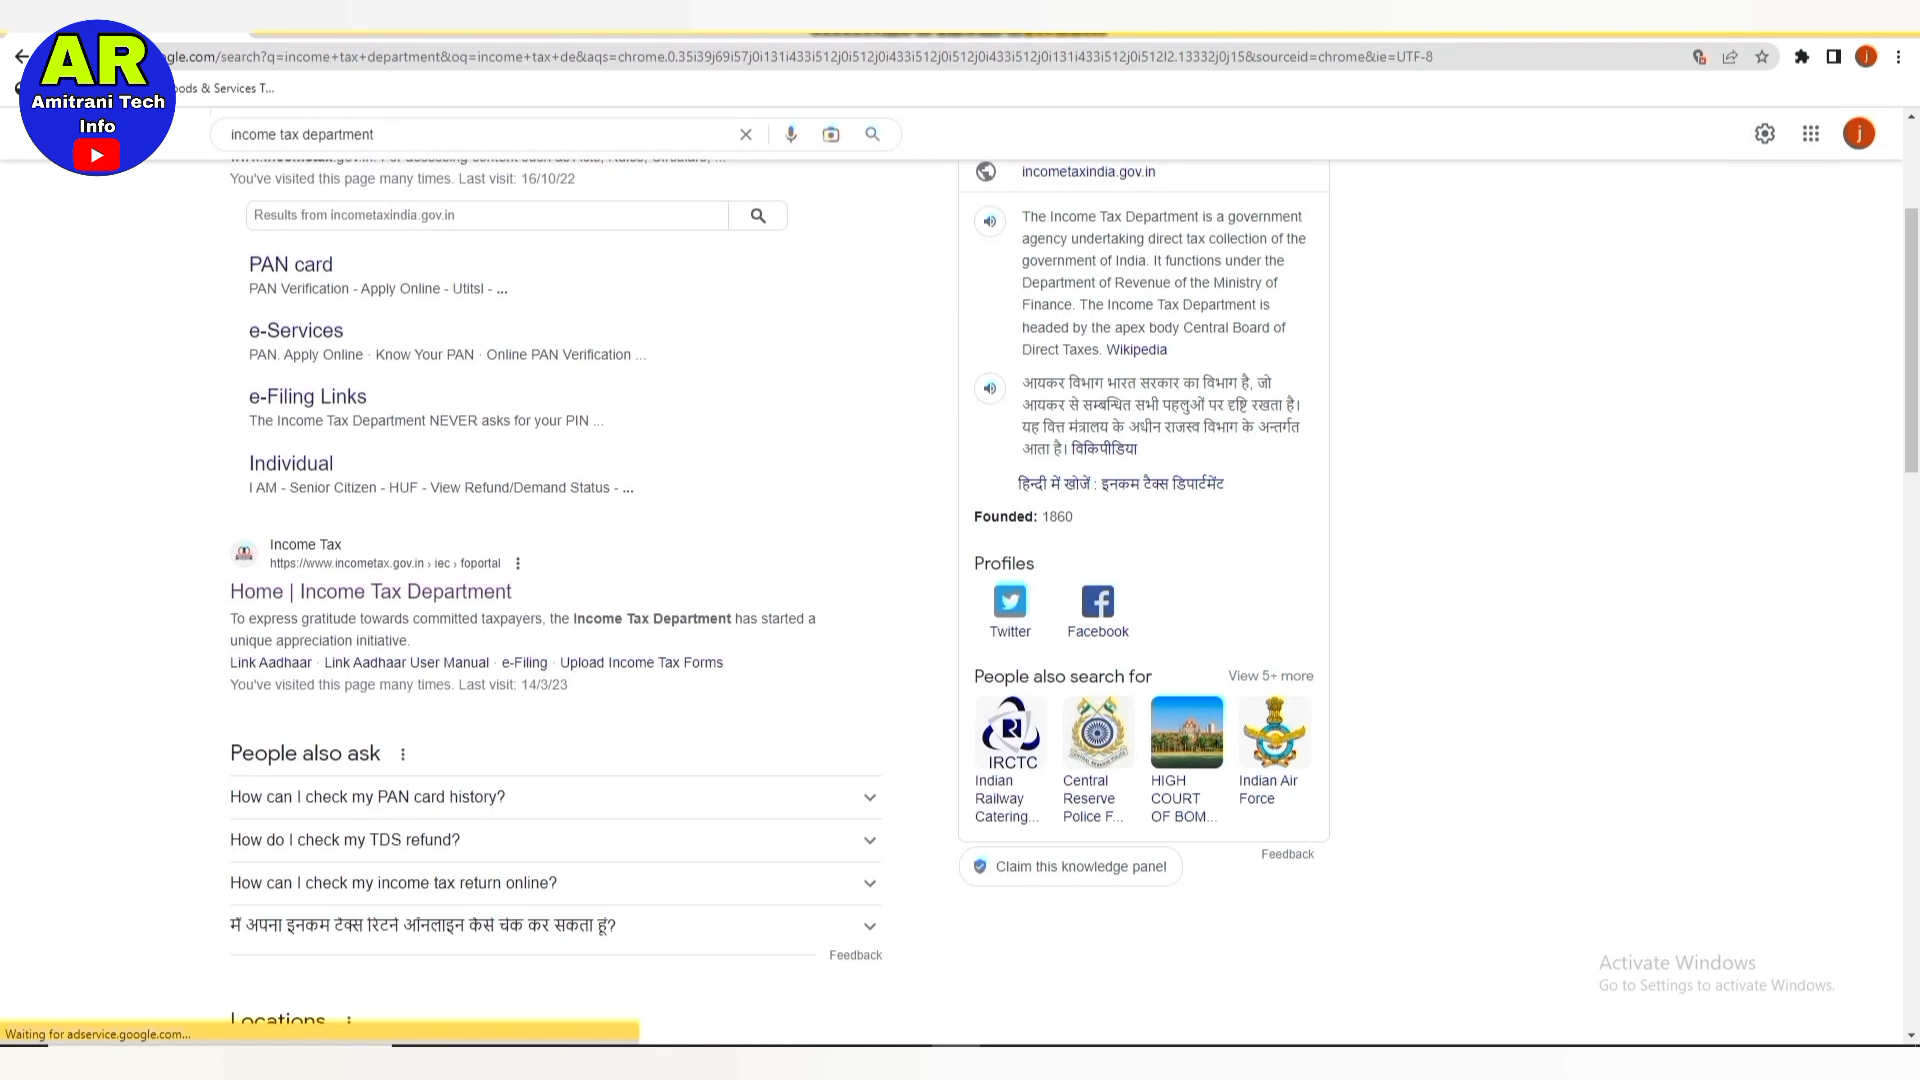 AR
Amitrani Tech
Info
gle.com/search?q=income+tax+department&oq=income+tax+de&aqs=chrome.0.35i39j69i57j0i131i433i512j0i512j0i433i512j0i512j0i433i512j0i131i433i512j0i512l2.13332j0j15&sourceid=chrome&ie=UTF-8
j
oods & Services T...
income tax department
j
You've visited this page many times. Last visit: 16/10/22
Results from incometaxindia.gov.in
PAN card
PAN Verification - Apply Online - Utitsl - ...
e-Services
PAN. Apply Online · Know Your PAN · Online PAN Verification ...
e-Filing Links
The Income Tax Department NEVER asks for your PIN ...
Individual
I AM - Senior Citizen - HUF - View Refund/Demand Status - ...
Income Tax
https://www.incometax.gov.in › iec › foportal
Home | Income Tax Department
To express gratitude towards committed taxpayers, the Income Tax Department has started a
unique appreciation initiative.
Link Aadhaar · Link Aadhaar User Manual · e-Filing · Upload Income Tax Forms
You've visited this page many times. Last visit: 14/3/23
People also ask
How can I check my PAN card history?
How do I check my TDS refund?
How can I check my income tax return online?
मैं अपना इनकम टैक्स रिटर्न ऑनलाइन कैसे चेक कर सकता हूं?
Feedback
Locations
incometaxindia.gov.in
The Income Tax Department is a government
agency undertaking direct tax collection of the
government of India. It functions under the
Department of Revenue of the Ministry of
Finance. The Income Tax Department is
headed by the apex body Central Board of
Direct Taxes. Wikipedia
आयकर विभाग भारत सरकार का विभाग है, जो
आयकर से सम्बन्धित सभी पहलुओं पर दृष्टि रखता है।
यह वित्त मंत्रालय के अधीन राजस्व विभाग के अन्तर्गत
आता है। विकिपीडिया
हिन्दी में खोजें : इनकम टैक्स डिपार्टमेंट
Founded: 1860
Profiles
Twitter
Facebook
People also search for
View 5+ more
IRCTC
Indian
Railway
Catering...
Central
Reserve
Police F...
HIGH
COURT
OF BOM...
Indian Air
Force
Feedback
Claim this knowledge panel
Activate Windows
Go to Settings to activate Windows.
Waiting for adservice.google.com...